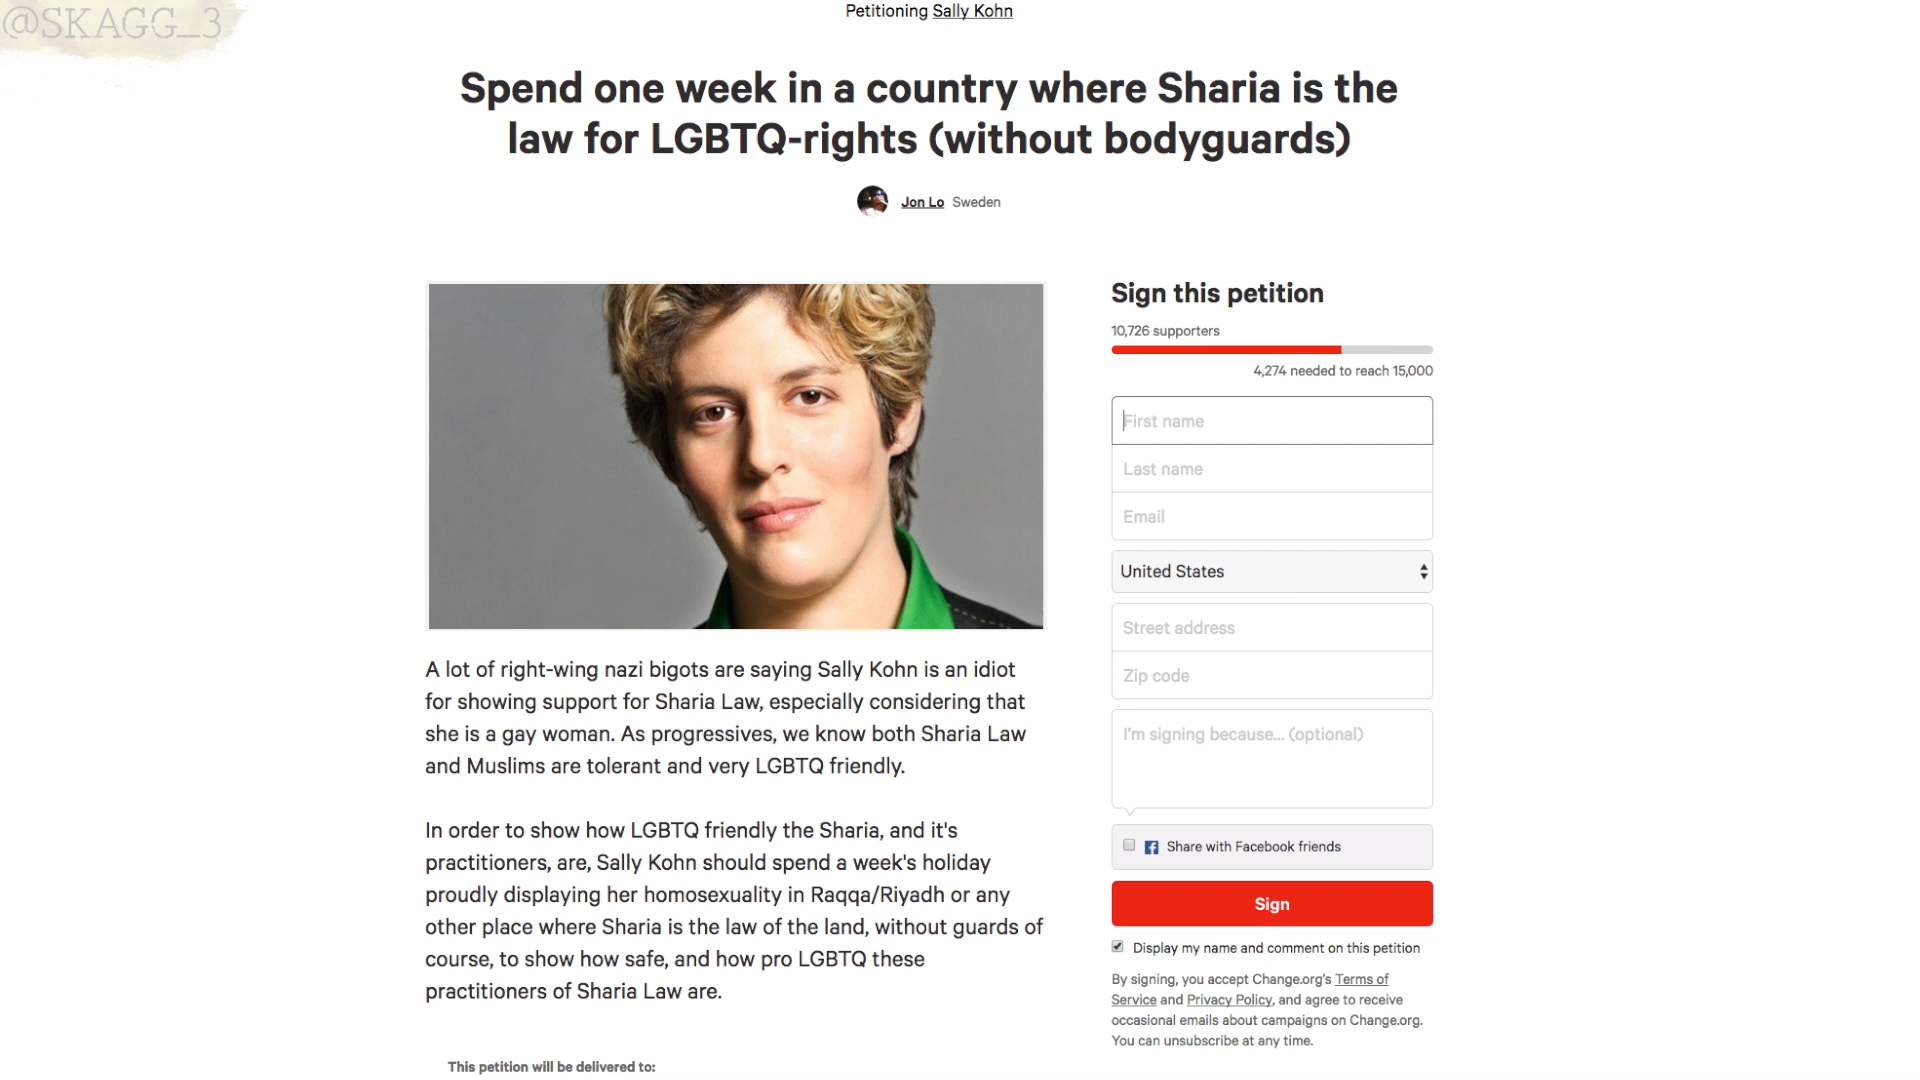 @SKAGG_3
Petitioning Sally Kohn
Spend one week in a country where Sharia is the
law for LGBTQ-rights (without bodyguards)
Jon Lo Sweden
Sign this petition
10,726 supporters
4,274 needed to reach 15,000
First name
Last name
Email
United States
Street address
Zip code
I'm signing because... (optional)
Share with Facebook friends
Sign
Display my name and comment on this petition
By signing, you accept Change.org's Terms of
Service and Privacy Policy, and agree to receive
occasional emails about campaigns on Change.org.
You can unsubscribe at any time.
A lot of right-wing nazi bigots are saying Sally Kohn is an idiot
for showing support for Sharia Law, especially considering that
she is a gay woman. As progressives, we know both Sharia Law
and Muslims are tolerant and very LGBTQ friendly.
In order to show how LGBTQ friendly the Sharia, and it's
practitioners, are, Sally Kohn should spend a week's holiday
proudly displaying her homosexuality in Raqqa/Riyadh or any
other place where Sharia is the law of the land, without guards of
course, to show how safe, and how pro LGBTQ these
practitioners of Sharia Law are.
This petition will be delivered to: